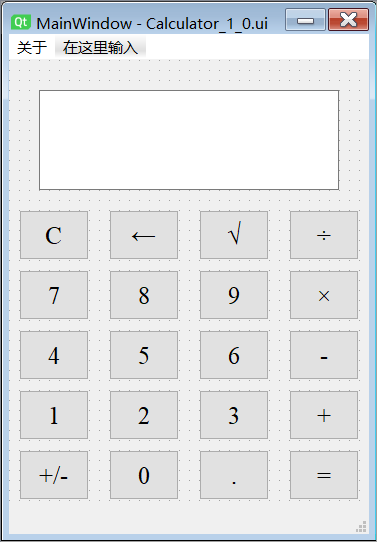 Qt MainWindow - Calculator_1_0.ui
关于 在这里输入
C ← √ ÷
7 8 9 ×
4 5 6 -
1 2 3 +
+/- 0 . =